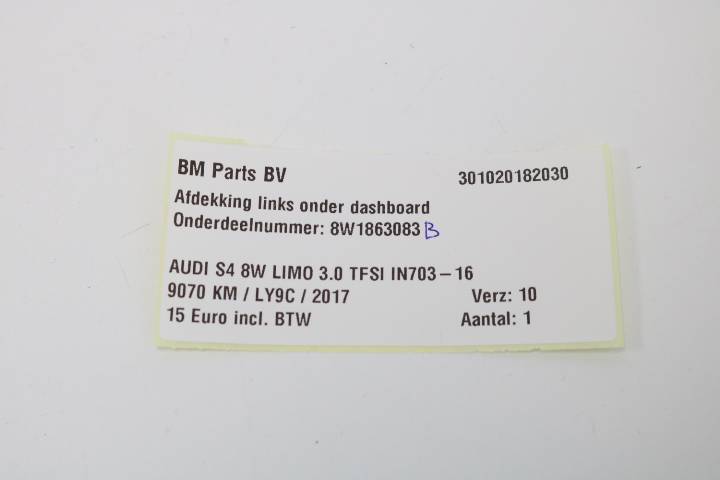 BM Parts BV 301020182030
Afdekking links onder dashboard
Onderdeelnummer: 8W1863083 B
AUDI S4 8W LIMO 3.0 TFSI IN703-16
9070 KM / LY9C / 2017 Verz: 10
15 Euro incl. BTW Aantal: 1